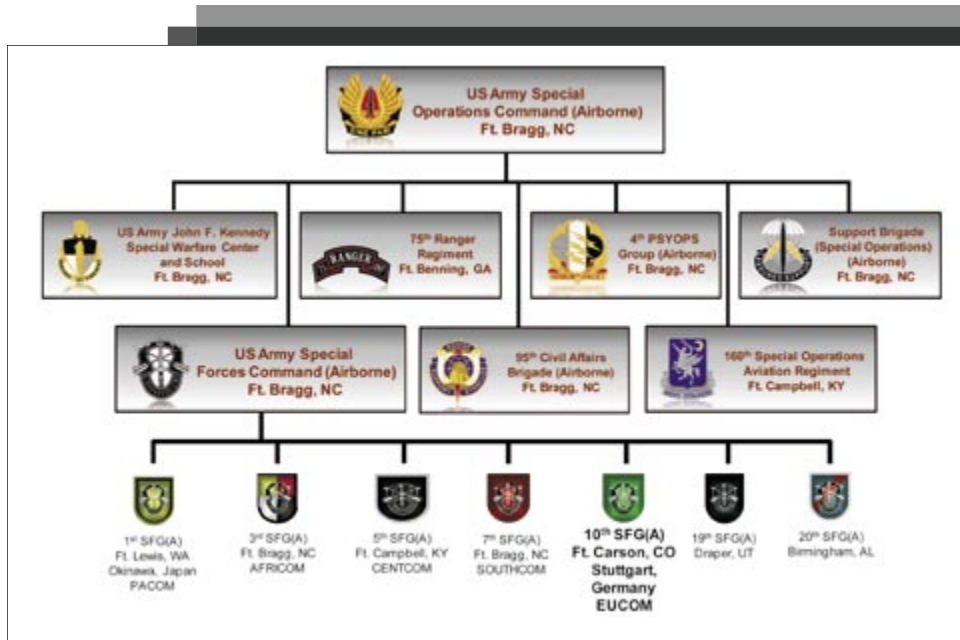 US Army Special
Operations Command (Airborne)
Ft. Bragg, NC
US Army John F. Kennedy
Special Warfare Center
and School
Ft. Bragg, NC
75th Ranger
Regiment
Ft. Benning, GA
RANGER
4th PSYOPS
Group (Airborne)
Ft. Bragg, NC
Support Brigade
(Special Operations)
(Airborne)
Ft. Bragg, NC
US Army Special
Forces Command (Airborne)
Ft. Bragg, NC
95th Civil Affairs
Brigade (Airborne)
Ft. Bragg, NC
160th Special Operations
Aviation Regiment
Ft. Campbell, KY
1st SFG(A)
Ft. Lewis, WA
Okinawa, Japan
PACOM
3rd SFG(A)
Ft. Bragg, NC
AFRICOM
5th SFG(A)
Ft. Campbell, KY
CENTCOM
7th SFG(A)
Ft. Bragg, NC
SOUTHCOM
10th SFG(A)
Ft. Carson, CO
Stuttgart,
Germany
EUCOM
19th SFG(A)
Draper, UT
20th SFG(A)
Birmingham, AL